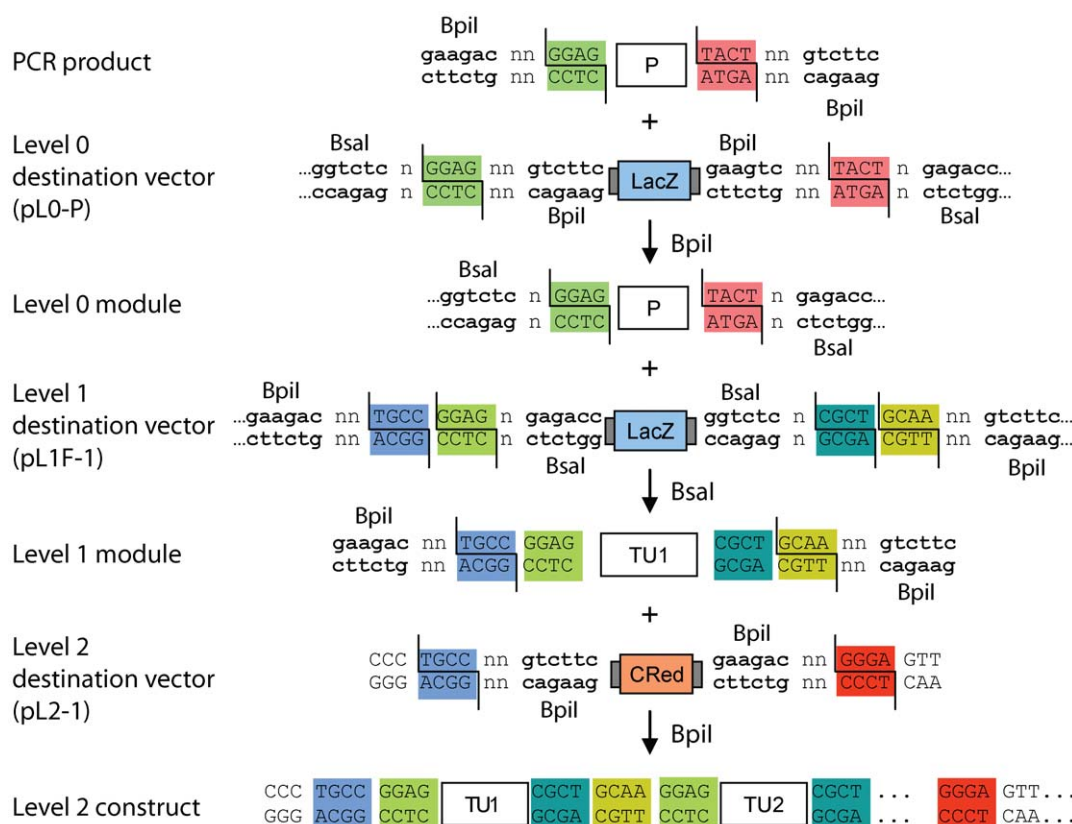 BpiI
PCR product
gaagac nn GGAG P TACT nn gtcttc
cttctg nn CCTC ATGA nn cagaag
BpiI
+
Level 0
destination vector
(pL0-P)
BsaI BpiI
...ggtctc n GGAG nn gtcttc LacZ gaagtc nn TACT n gagacc...
...ccagag n CCTC nn cagaag cttctg nn ATGA n ctctgg...
BpiI BsaI
BpiI
Level 0 module
BsaI
...ggtctc n GGAG P TACT n gagacc...
...ccagag n CCTC ATGA n ctctgg...
BsaI
+
Level 1
destination vector
(pL1F-1)
BpiI BsaI
...gaagac nn TGCC GGAG n gagacc LacZ ggtctc n CGCT GCAA nn gtcttc...
...cttctg nn ACGG CCTC n ctctgg ccagag n GCGA CGTT nn cagaag...
BsaI BpiI
BsaI
Level 1 module
BpiI
gaagac nn TGCC GGAG TU1 CGCT GCAA nn gtcttc
cttctg nn ACGG CCTC GCGA CGTT nn cagaag
BpiI
+
Level 2
destination vector
(pL2-1)
BpiI
CCC TGCC nn gtcttc CRed gaagac nn GGGA GTT
GGG ACGG nn cagaag cttctg nn CCCT CAA
BpiI
BpiI
Level 2 construct
CCC TGCC GGAG TU1 CGCT GCAA GGAG TU2 CGCT ... GGGA GTT...
GGG ACGG CCTC GCGA CGTT CCTC GCGA ... CCCT CAA...